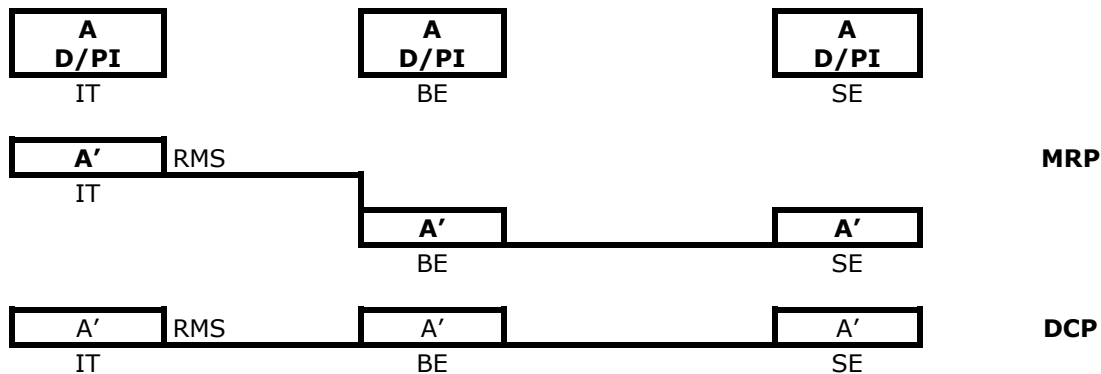 A A A
D/PI D/PI D/PI
IT BE SE
A’ RMS MRP
IT
A’ A’
BE SE
A’ RMS A’ A’ DCP
IT BE SE